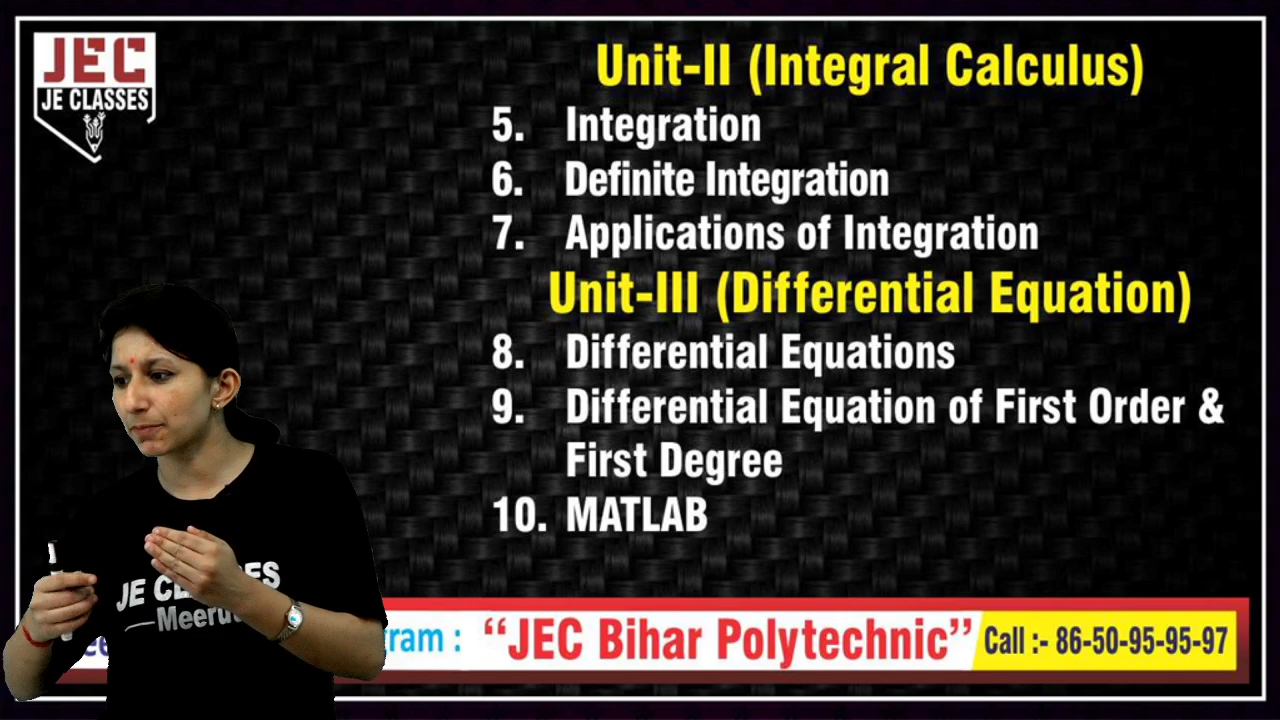 JEC
JE CLASSES
Unit-II (Integral Calculus)
5. Integration
6. Definite Integration
7. Applications of Integration
Unit-III (Differential Equation)
8. Differential Equations
9. Differential Equation of First Order &
First Degree
10. MATLAB
JE
Meerut
gram : “JEC Bihar Polytechnic” Call :- 86-50-95-95-97